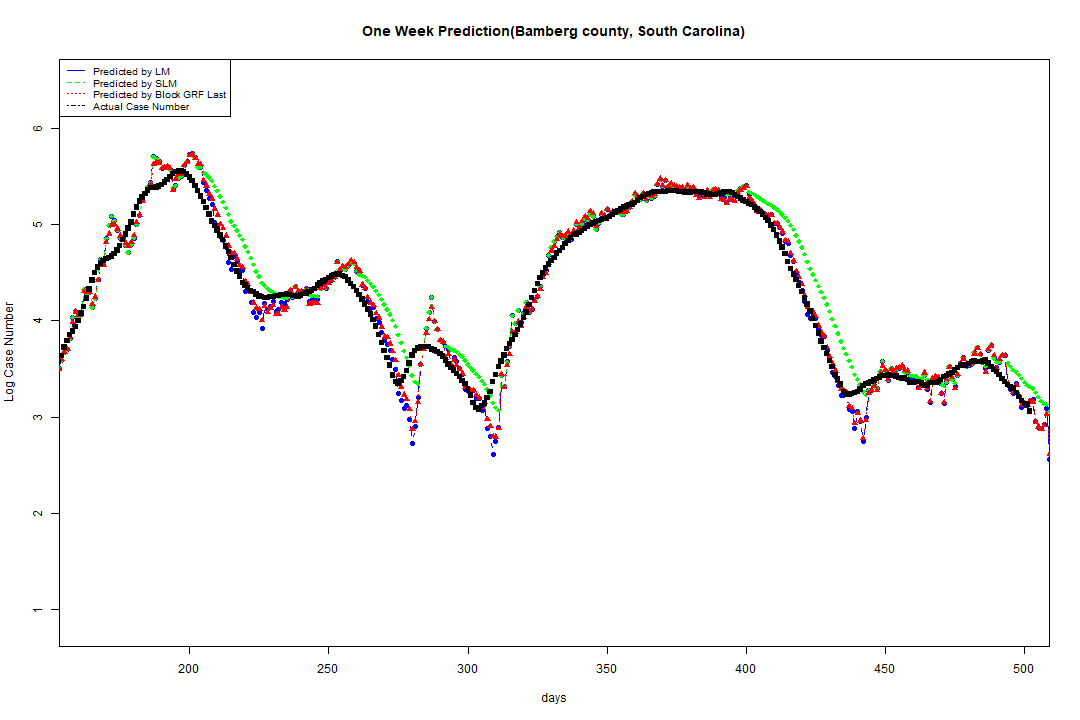 One Week Prediction(Bamberg county, South Carolina)
Predicted by LM
Predicted by SLM
Predicted by Block GRF Last
Actual Case Number
6
5
4
3
2
1
Log Case Number
200 250 300 350 400 450 500
days